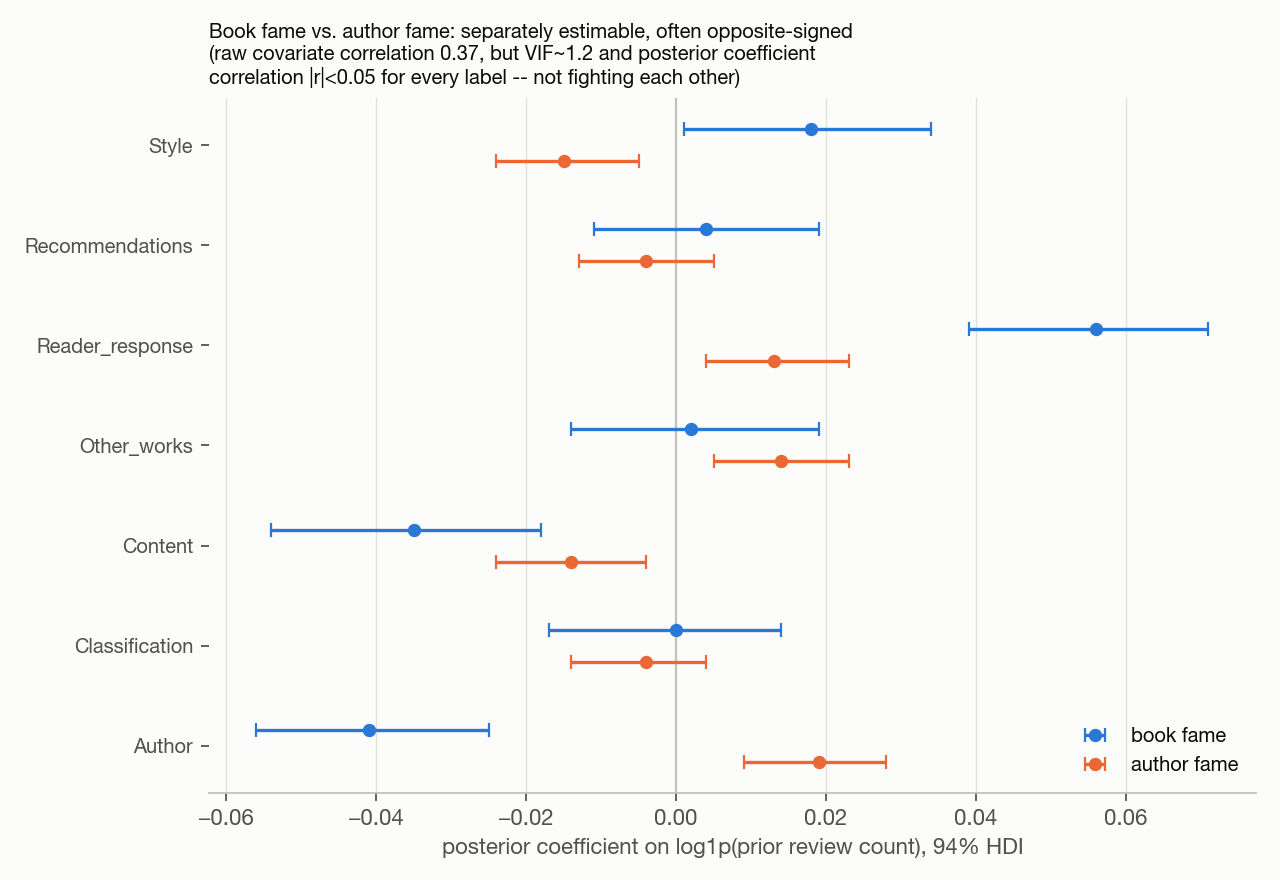 Book fame vs. author fame: separately estimable, often opposite-signed
(raw covariate correlation 0.37, but VIF~1.2 and posterior coefficient
correlation |r|<0.05 for every label -- not fighting each other)
Style
Recommendations
Reader_response
Other_works
Content
Classification
Author
book fame
author fame
−0.06 −0.04 −0.02 0.00 0.02 0.04 0.06
posterior coefficient on log1p(prior review count), 94% HDI